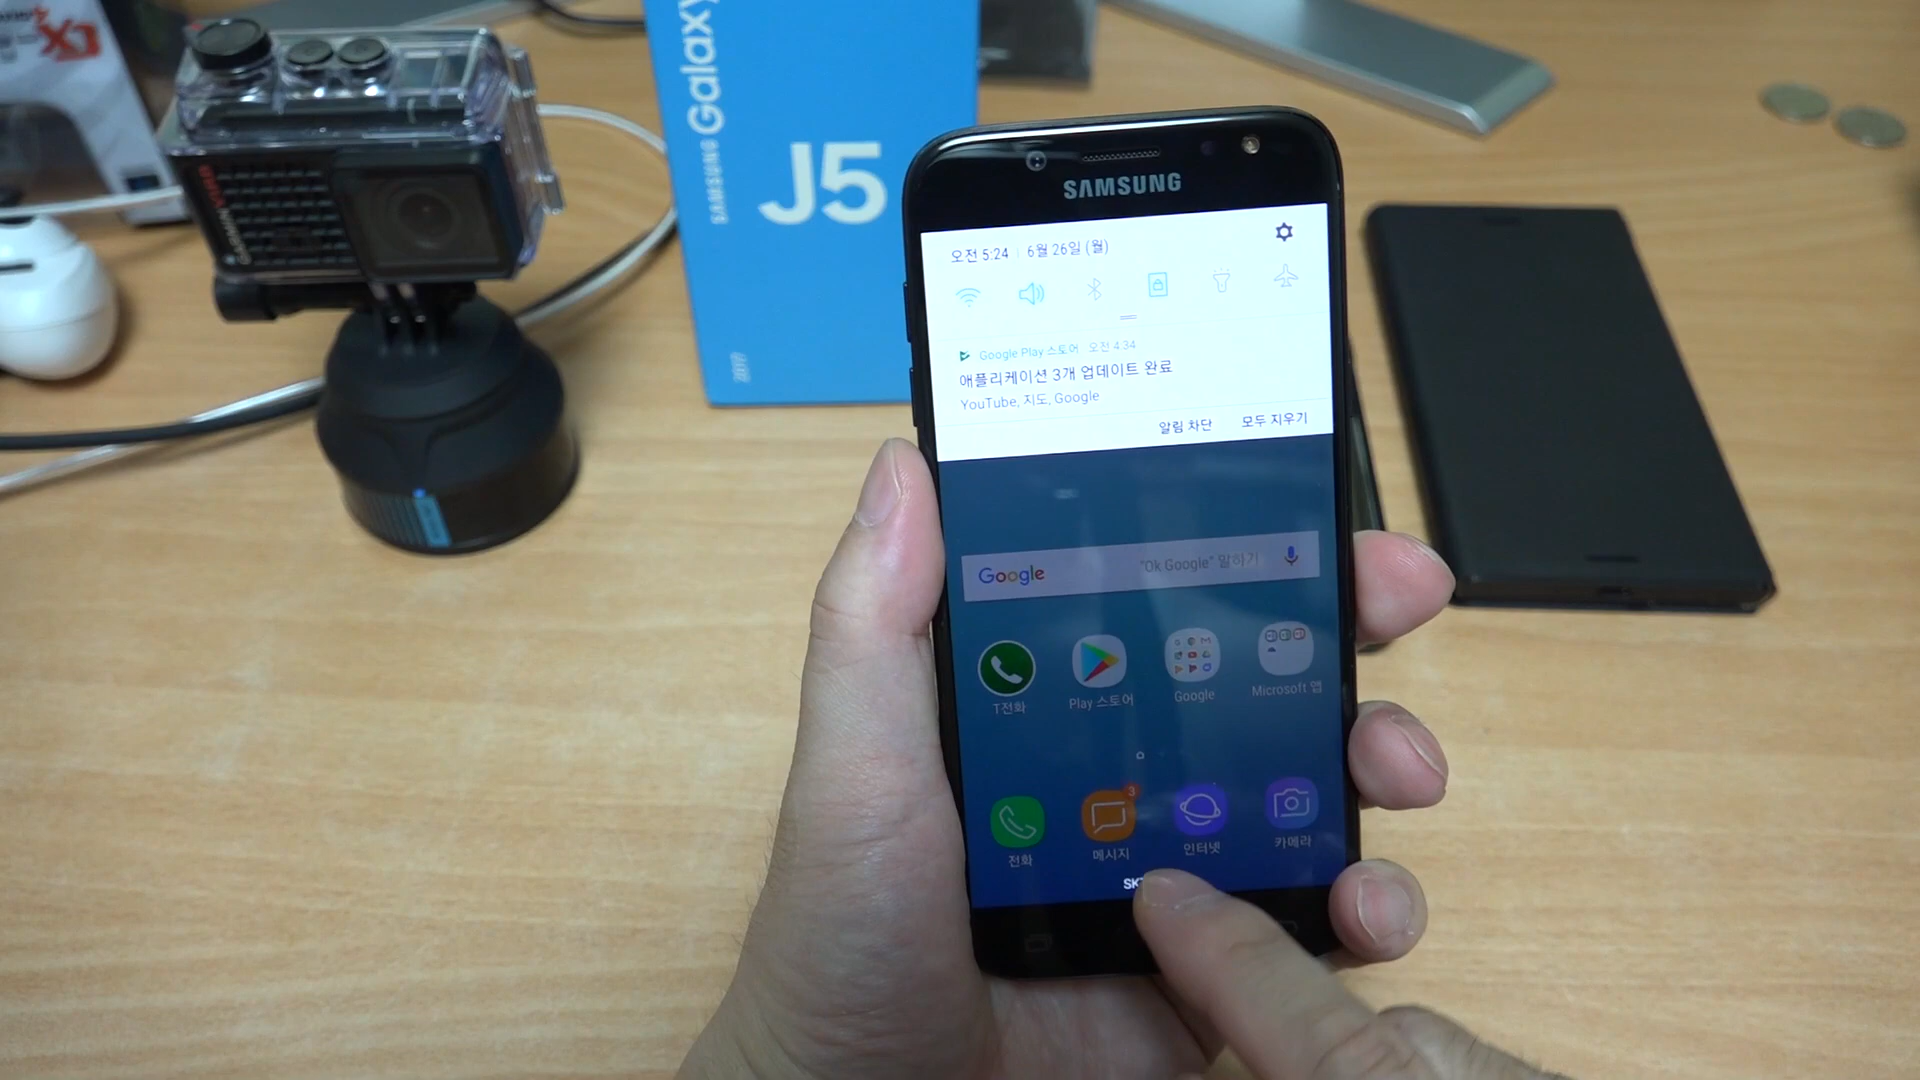 SAMSUNG Galaxy
J5
2017
SAMSUNG
오전 5:24 | 6월 26일 (월)
Google Play 스토어 오전 4:34
애플리케이션 3개 업데이트 완료
YouTube, 지도, Google
알림 차단 모두 지우기
Google "Ok Google" 말하기
T전화 Play 스토어 Google Microsoft 앱
3
전화 메시지 인터넷 카메라